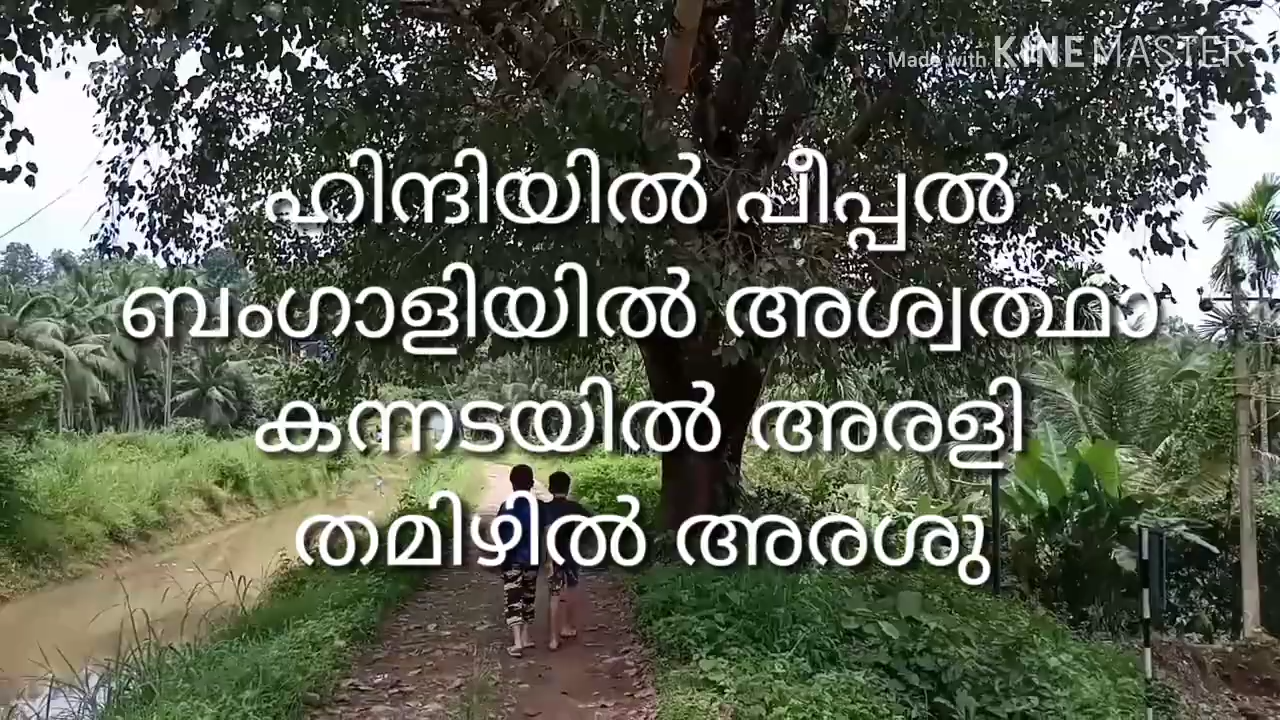 Made with KINEMASTER
ഹിന്ദിയിൽ പീപ്പൽ
ബംഗാളിയിൽ അശ്വത്ഥാ
കന്നടയിൽ അരളി
തമിഴിൽ അരശു